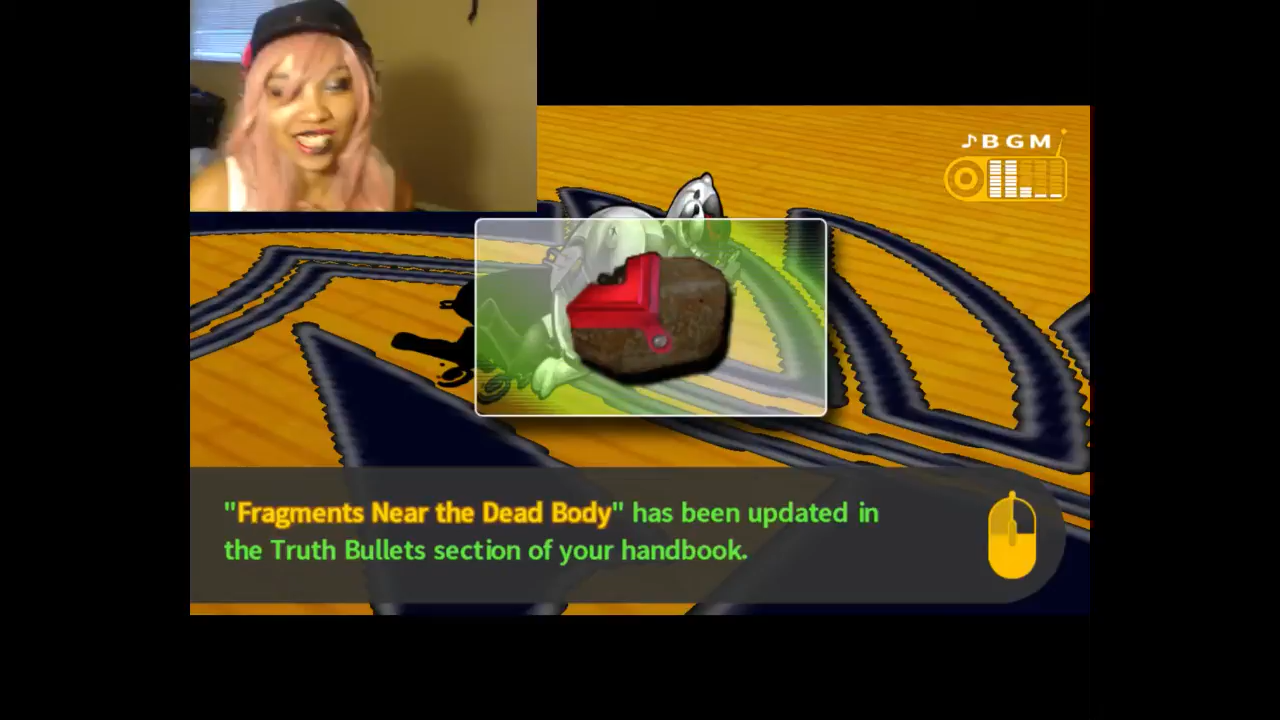 ♪BGM
"Fragments Near the Dead Body" has been updated in
the Truth Bullets section of your handbook.